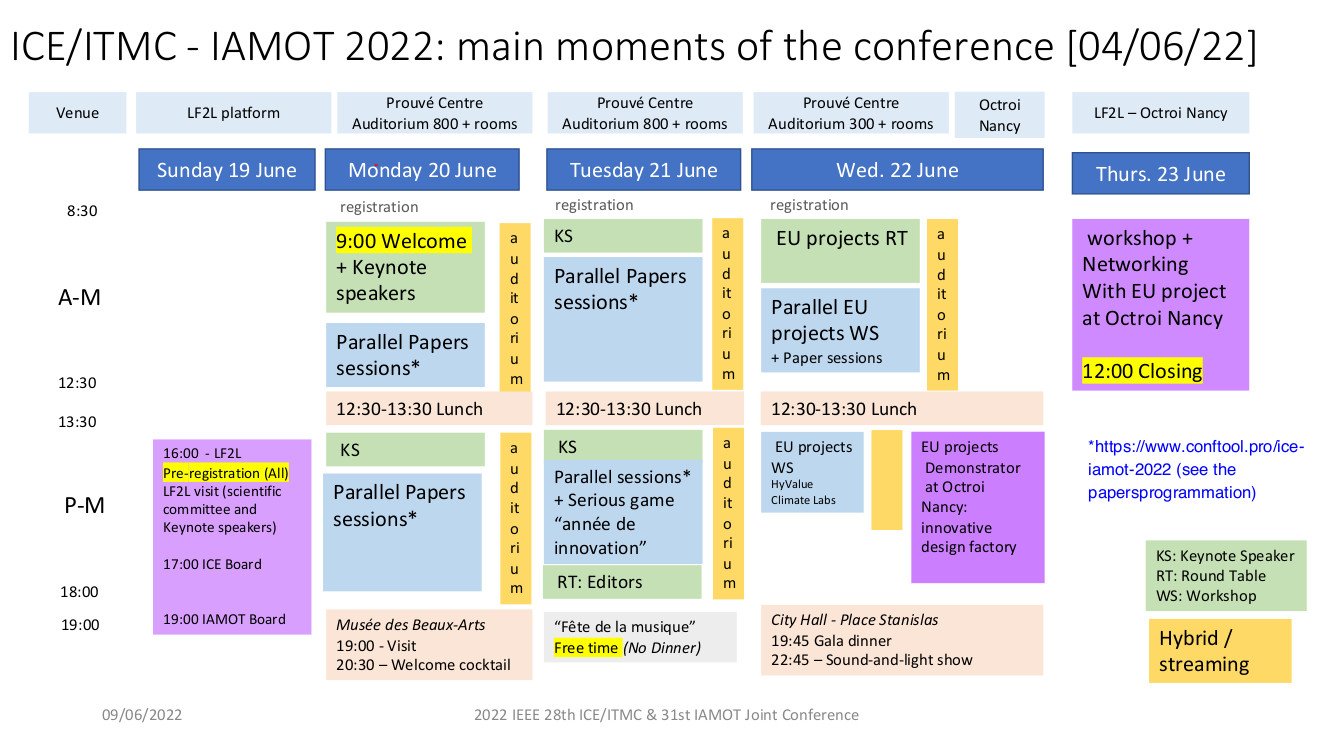 ICE/ITMC - IAMOT 2022: main moments of the conference [04/06/22]
Venue
LF2L platform
Prouvé Centre
Auditorium 800 + rooms
Prouvé Centre
Auditorium 800 + rooms
Prouvé Centre
Auditorium 300 + rooms
Octroi
Nancy
LF2L – Octroi Nancy
Sunday 19 June
Monday 20 June
Tuesday 21 June
Wed. 22 June
Thurs. 23 June
8:30
A-M
12:30
13:30
P-M
18:00
19:00
16:00 - LF2L
Pre-registration (All)
LF2L visit (scientific
committee and
Keynote speakers)
17:00 ICE Board
19:00 IAMOT Board
registration
9:00 Welcome
+ Keynote
speakers
Parallel Papers
sessions*
a
u
d
it
o
ri
u
m
12:30-13:30 Lunch
KS
Parallel Papers
sessions*
a
u
d
it
o
ri
u
m
Musée des Beaux-Arts
19:00 - Visit
20:30 – Welcome cocktail
registration
KS
Parallel Papers
sessions*
a
u
d
it
o
ri
u
m
12:30-13:30 Lunch
KS
Parallel sessions*
+ Serious game
“année de
innovation”
RT: Editors
a
u
d
it
o
ri
u
m
“Fête de la musique”
Free time (No Dinner)
registration
EU projects RT
Parallel EU
projects WS
+ Paper sessions
a
u
d
it
o
ri
u
m
12:30-13:30 Lunch
EU projects
WS
HyValue
Climate Labs
EU projects
Demonstrator
at Octroi
Nancy:
innovative
design factory
City Hall - Place Stanislas
19:45 Gala dinner
22:45 – Sound-and-light show
workshop +
Networking
With EU project
at Octroi Nancy
12:00 Closing
*https://www.conftool.pro/ice-
iamot-2022 (see the
papersprogrammation)
KS: Keynote Speaker
RT: Round Table
WS: Workshop
Hybrid /
streaming
09/06/2022
2022 IEEE 28th ICE/ITMC & 31st IAMOT Joint Conference